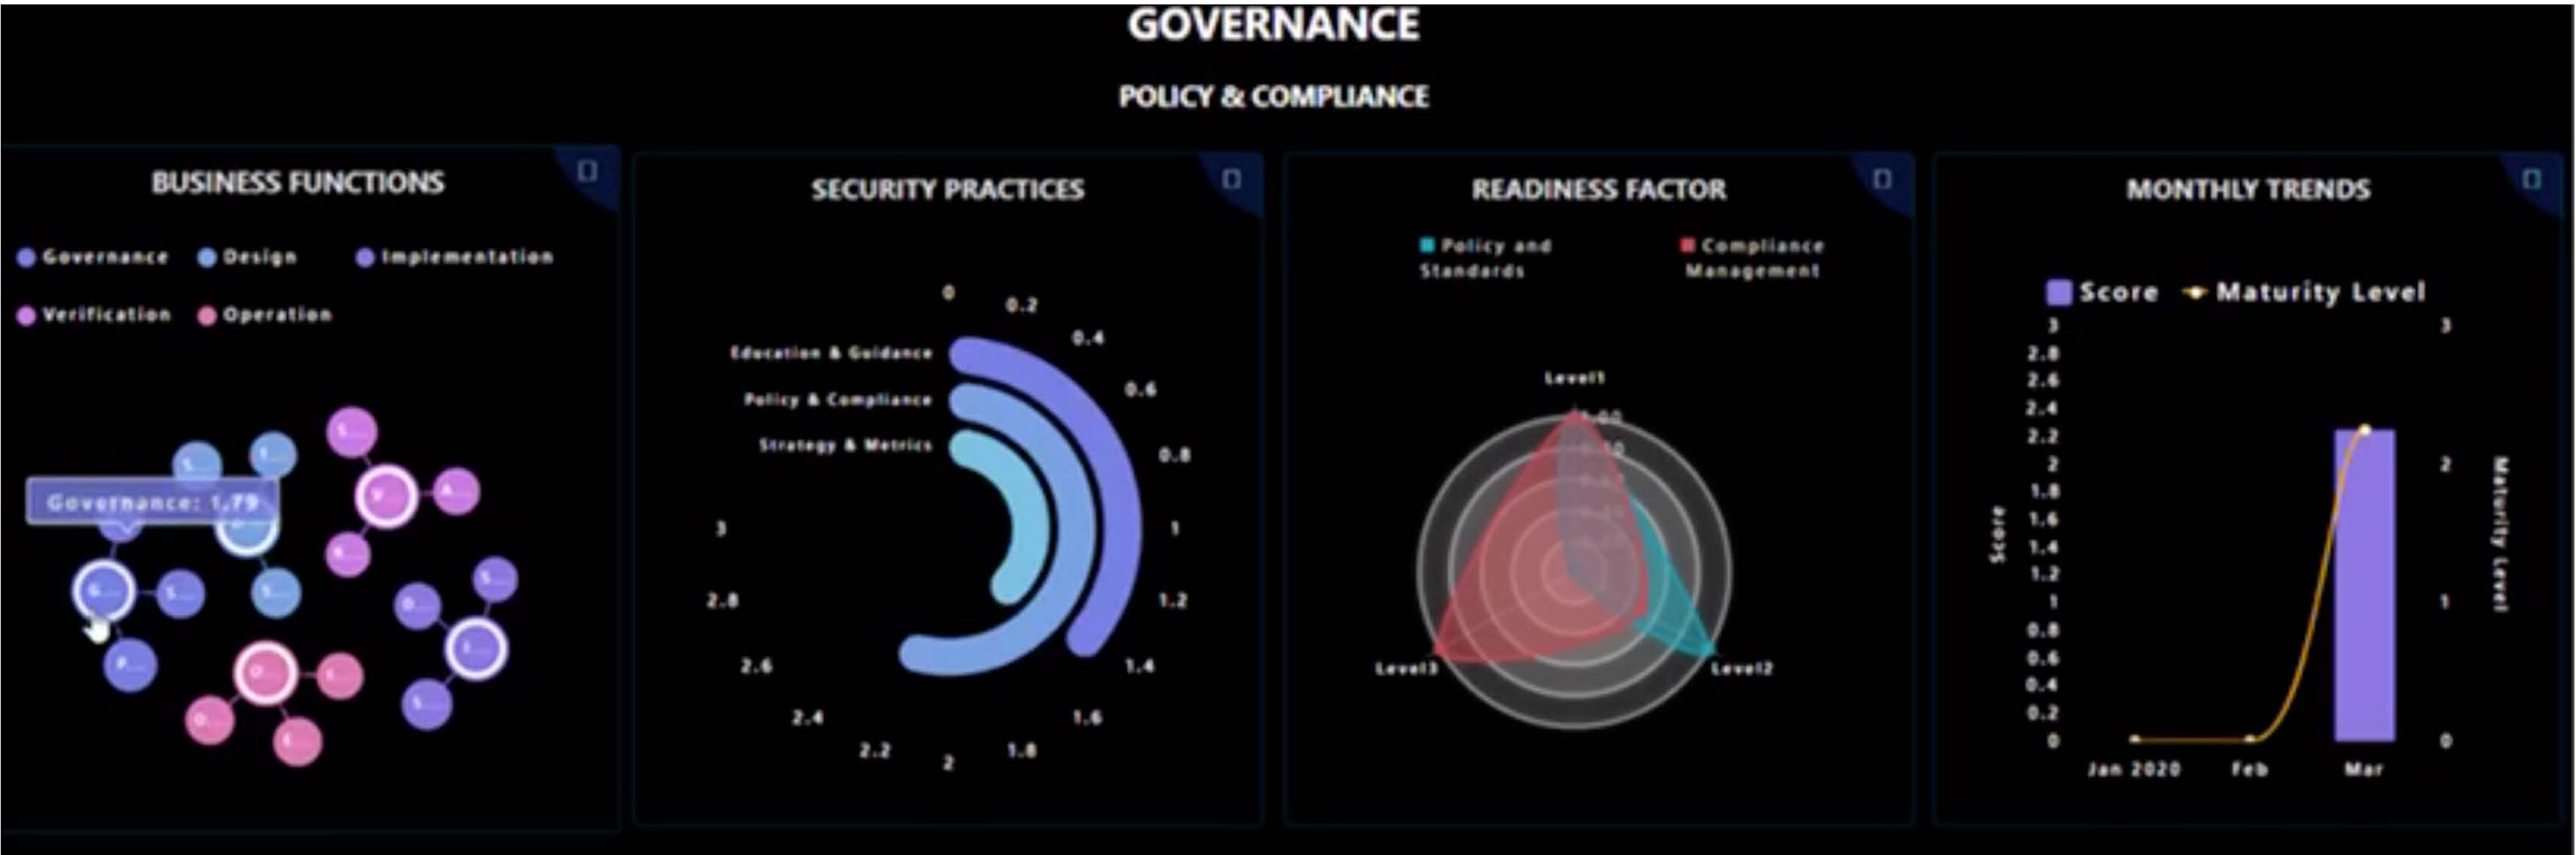 GOVERNANCE
POLICY & COMPLIANCE
BUSINESS FUNCTIONS
Governance
Design
Implementation
Verification
Operation
Governance: 1.79
S...
S...
A...
G...
S...
S...
S...
D...
P...
O...
S...
SECURITY PRACTICES
0
0.2
0.4
0.6
0.8
1
1.2
1.4
1.6
1.8
2
2.2
2.4
2.6
2.8
3
Education & Guidance
Policy & Compliance
Strategy & Metrics
READINESS FACTOR
Policy and
Standards
Compliance
Management
Level1
Level3
Level2
MONTHLY TRENDS
Score
Maturity Level
3
2.8
2.6
2.4
2.2
2
1.8
1.6
1.4
1.2
1
0.8
0.6
0.4
0.2
0
Score
3
2
1
0
Maturity Level
Jan 2020
Feb
Mar